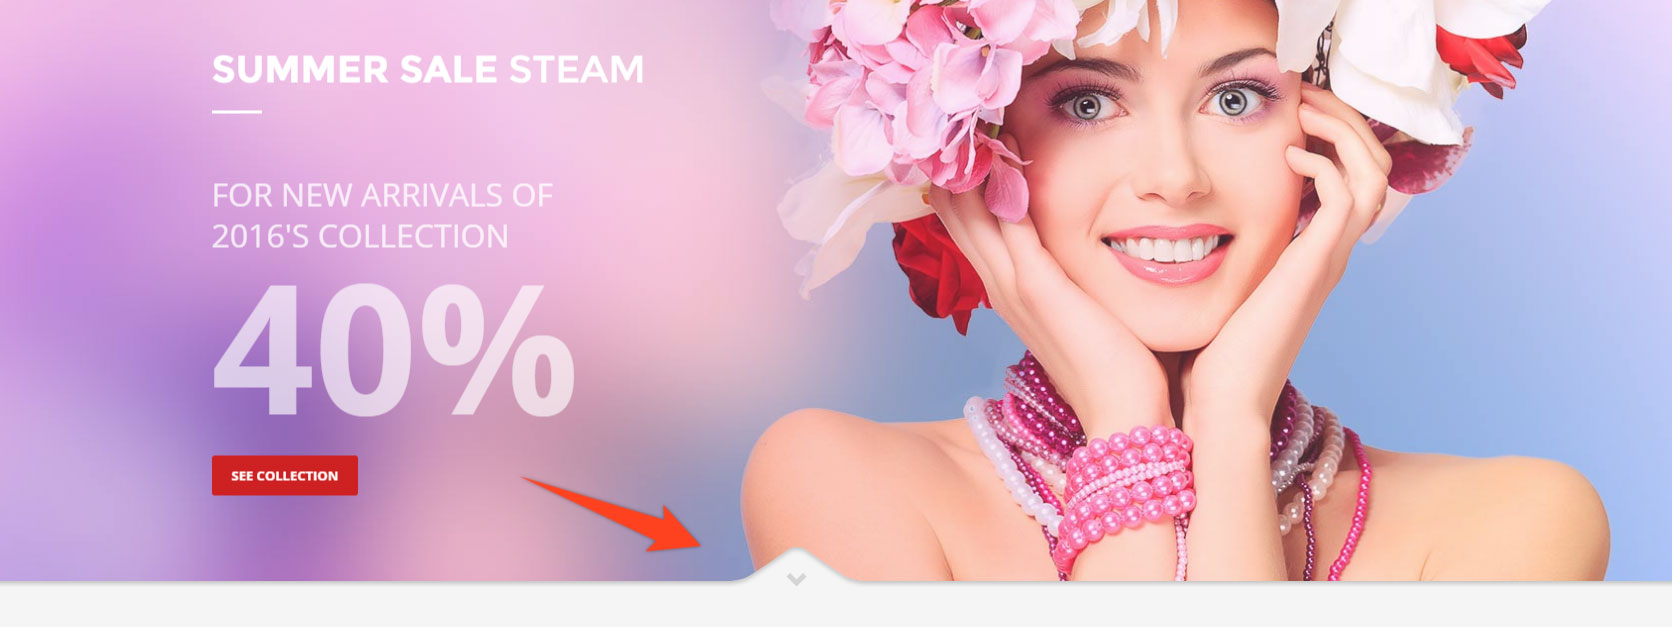 SUMMER SALE STEAM
FOR NEW ARRIVALS OF
2016'S COLLECTION
40%
SEE COLLECTION